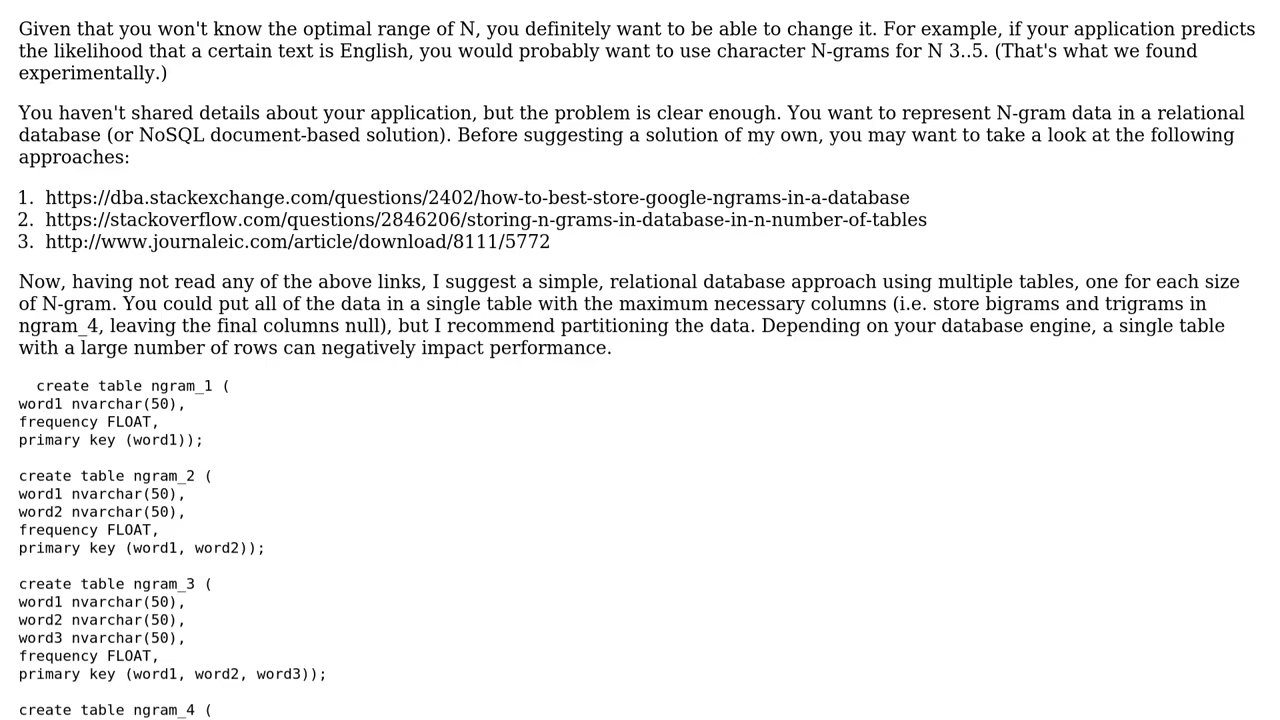 Given that you won't know the optimal range of N, you definitely want to be able to change it. For example, if your application predicts
the likelihood that a certain text is English, you would probably want to use character N-grams for N 3..5. (That's what we found
experimentally.)
You haven't shared details about your application, but the problem is clear enough. You want to represent N-gram data in a relational
database (or NoSQL document-based solution). Before suggesting a solution of my own, you may want to take a look at the following
approaches:
1. https://dba.stackexchange.com/questions/2402/how-to-best-store-google-ngrams-in-a-database
2. https://stackoverflow.com/questions/2846206/storing-n-grams-in-database-in-n-number-of-tables
3. http://www.journaleic.com/article/download/8111/5772
Now, having not read any of the above links, I suggest a simple, relational database approach using multiple tables, one for each size
of N-gram. You could put all of the data in a single table with the maximum necessary columns (i.e. store bigrams and trigrams in
ngram_4, leaving the final columns null), but I recommend partitioning the data. Depending on your database engine, a single table
with a large number of rows can negatively impact performance.
create table ngram_1 (
word1 nvarchar(50),
frequency FLOAT,
primary key (word1));
create table ngram_2 (
word1 nvarchar(50),
word2 nvarchar(50),
frequency FLOAT,
primary key (word1, word2));
create table ngram_3 (
word1 nvarchar(50),
word2 nvarchar(50),
word3 nvarchar(50),
frequency FLOAT,
primary key (word1, word2, word3));
create table ngram_4 (